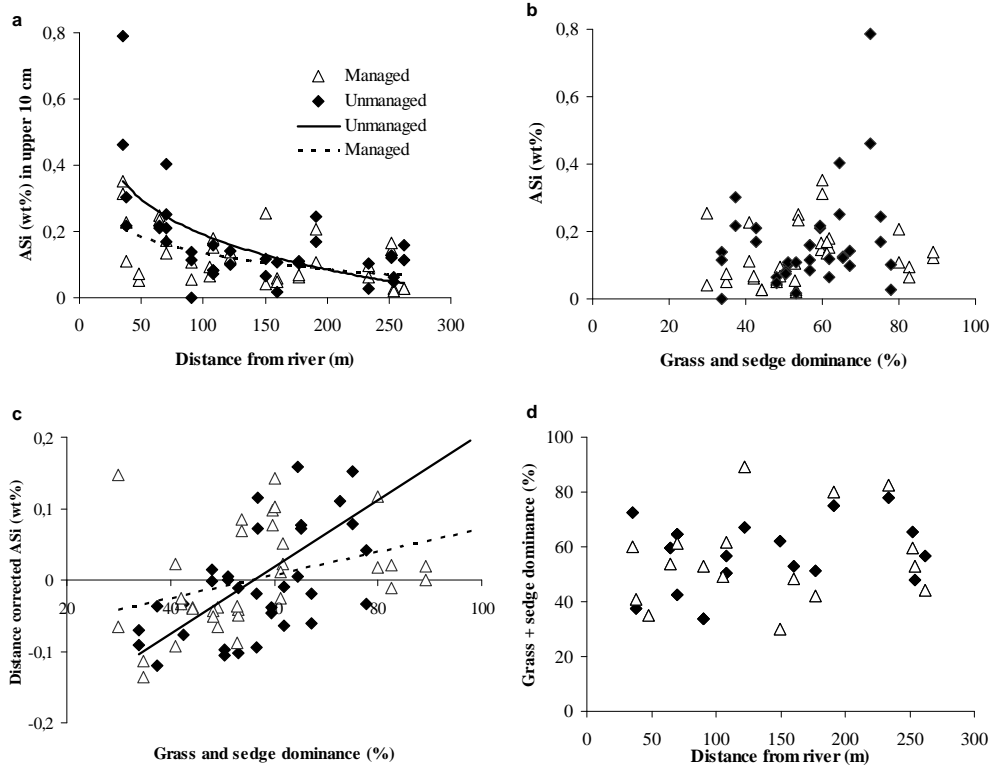 a
0,8
0,6
0,4
0,2
0
0 50 100 150 200 250 300
ASi (wt%) in upper 10 cm
Distance from river (m)
Managed
Unmanaged
Unmanaged
Managed
b
0,8
0,6
0,4
0,2
0
0 20 40 60 80 100
ASi (wt%)
Grass and sedge dominance (%)
c
0,2
0,1
0
-0,1
-0,2
20 40 60 80 100
Distance corrected ASi (wt%)
Grass and sedge dominance (%)
d
100
80
60
40
20
0
0 50 100 150 200 250 300
Grass + sedge dominance (%)
Distance from river (m)